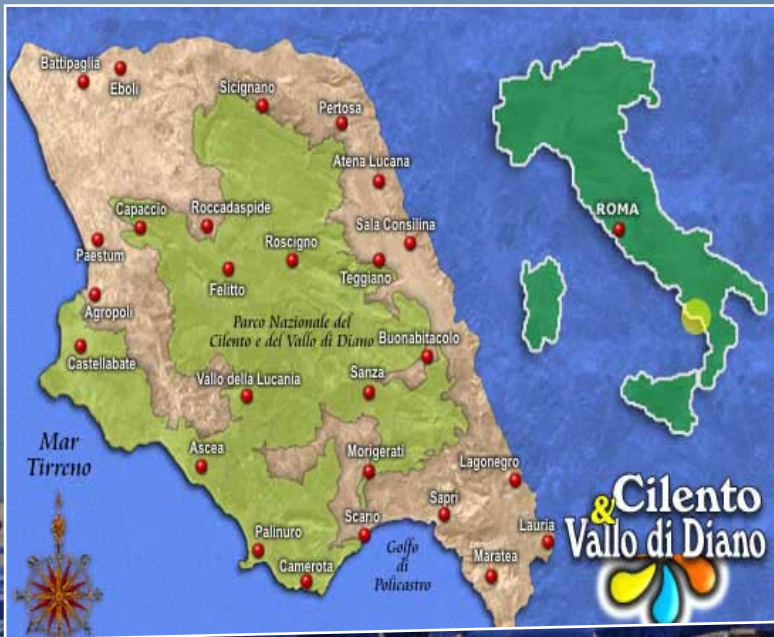 Battipaglia
Eboli
Sicignano
Pertosa
Atena Lucana
Capaccio
Roccadaspide
Sala Consilina
Paestum
Roscigno
Teggiano
Felitto
Agropoli
Parco Nazionale del
Cilento e del Vallo di Diano
Buonabitacolo
Castellabate
Vallo della Lucania
Sanza
Mar
Tirreno
Ascea
Morigerati
Lagonegro
Sapri
Scario
Lauria
Palinuro
Golfo
di
Policastro
Camerota
Maratea
ROMA
Cilento
&
Vallo di Diano